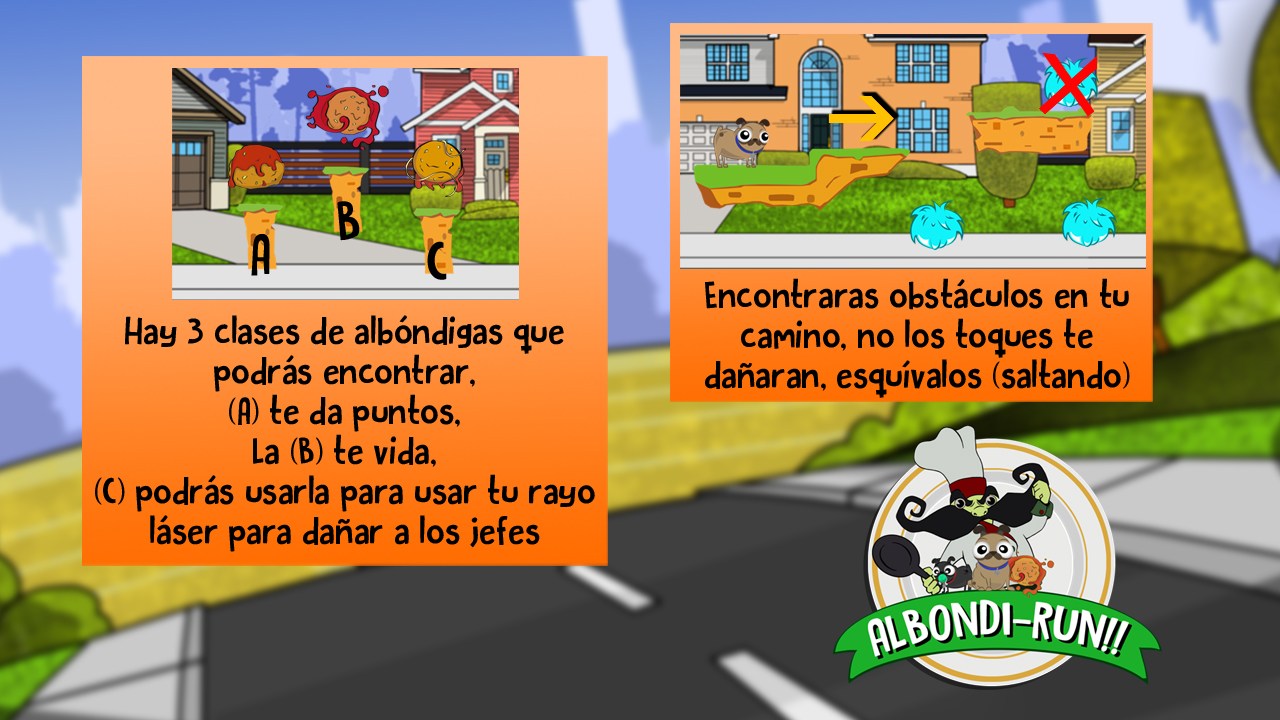 A
B
C
Hay 3 clases de albóndigas que
podrás encontrar,
(A) te da puntos,
La (B) te vida,
(C) podrás usarla para usar tu rayo
láser para dañar a los jefes
Encontraras obstáculos en tu
camino, no los toques te
dañaran, esquívalos (saltando)
ALBONDI-RUN!!